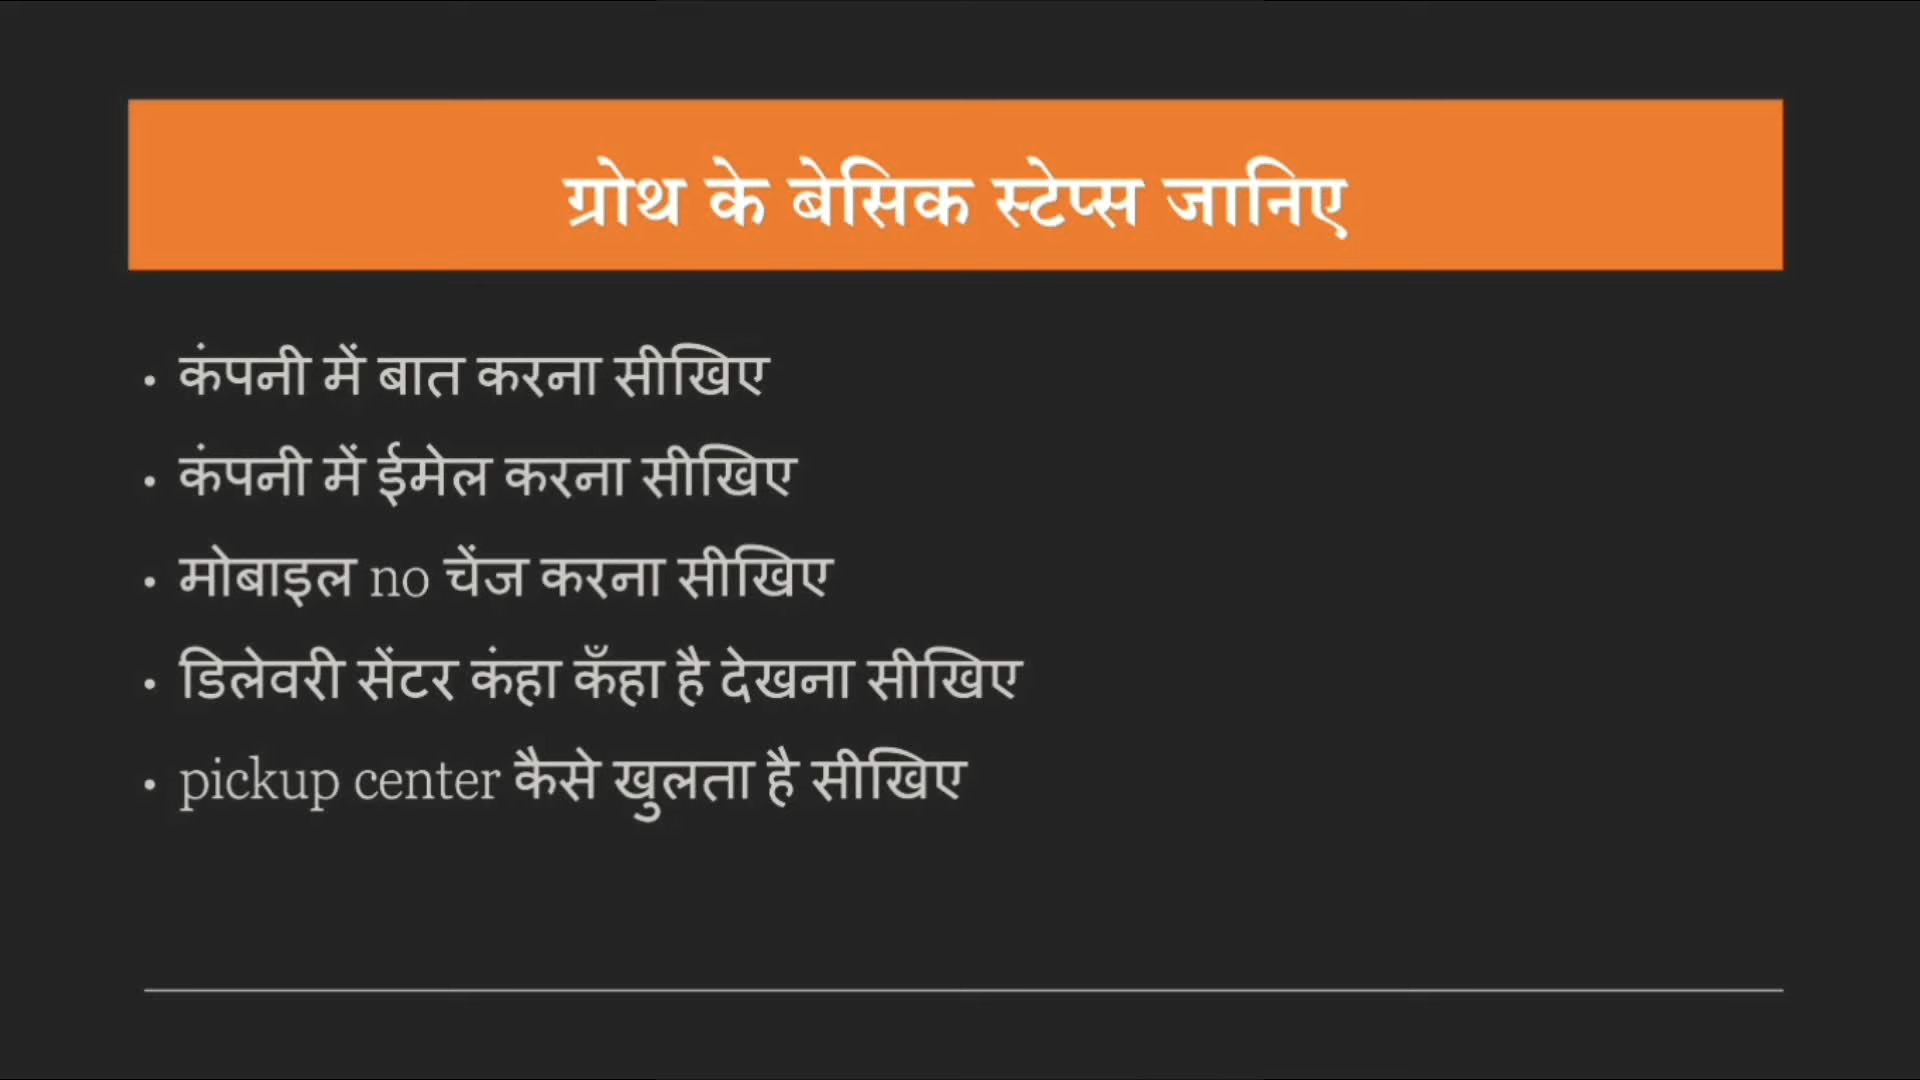 ग्रोथ के बेसिक स्टेप्स जानिए
• कंपनी में बात करना सीखिए
• कंपनी में ईमेल करना सीखिए
• मोबाइल no चेंज करना सीखिए
• डिलेवरी सेंटर कंहा कँहा है देखना सीखिए
• pickup center कैसे खुलता है सीखिए